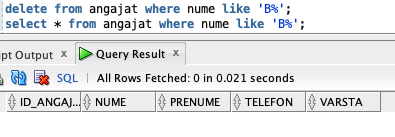 delete from angajat where nume like 'B%';
select * from angajat where nume like 'B%';
ipt Output x Query Result x
SQL | All Rows Fetched: 0 in 0.021 seconds
ID_ANGAJ... NUME PRENUME TELEFON VARSTA